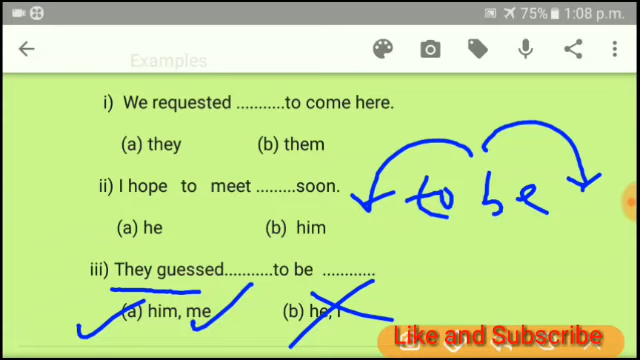 75% 1:08 p.m.
Examples
i) We requested ...........to come here.
(a) they (b) them
ii) I hope to meet .........soon.
(a) he (b) him
to be
iii) They guessed...........to be ............
(a) him, me (b) he, I
Like and Subscribe